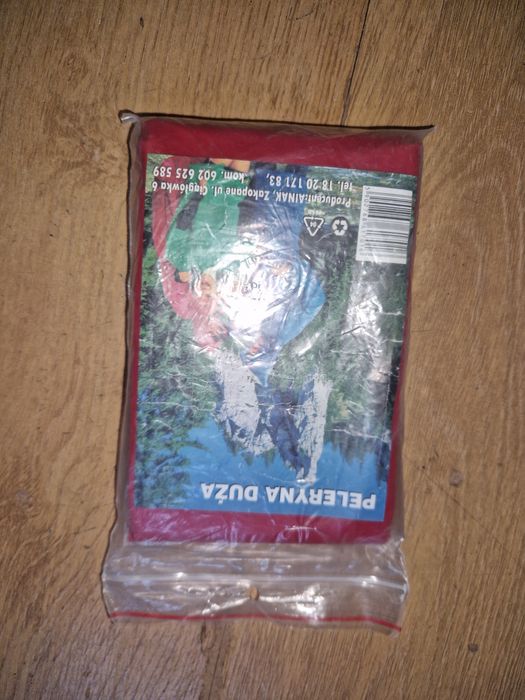 PELERYNA DUŻA
Producent:AINAK, Zakopane ul. Ciągłówka 6
tel. 18 20 171 83, kom. 602 625 589